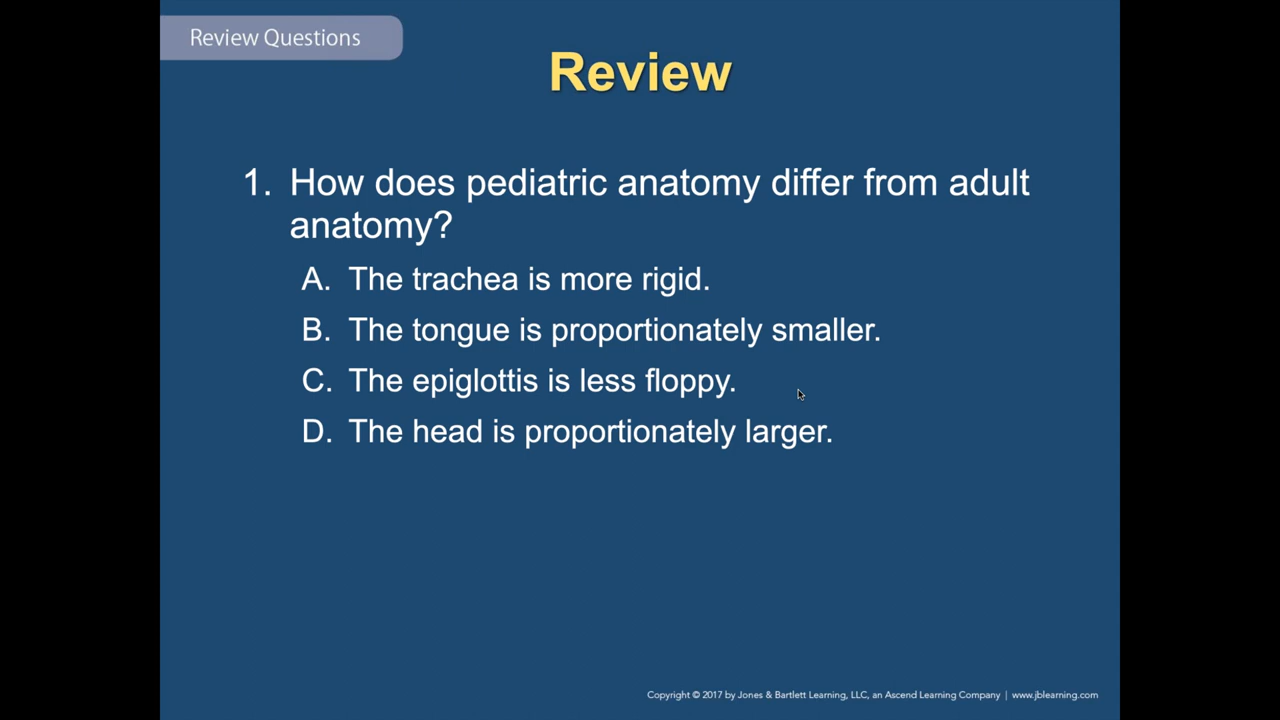 Review Questions
Review
1. How does pediatric anatomy differ from adult
anatomy?
A. The trachea is more rigid.
B. The tongue is proportionately smaller.
C. The epiglottis is less floppy.
D. The head is proportionately larger.
Copyright © 2017 by Jones & Bartlett Learning, LLC, an Ascend Learning Company | www.jblearning.com